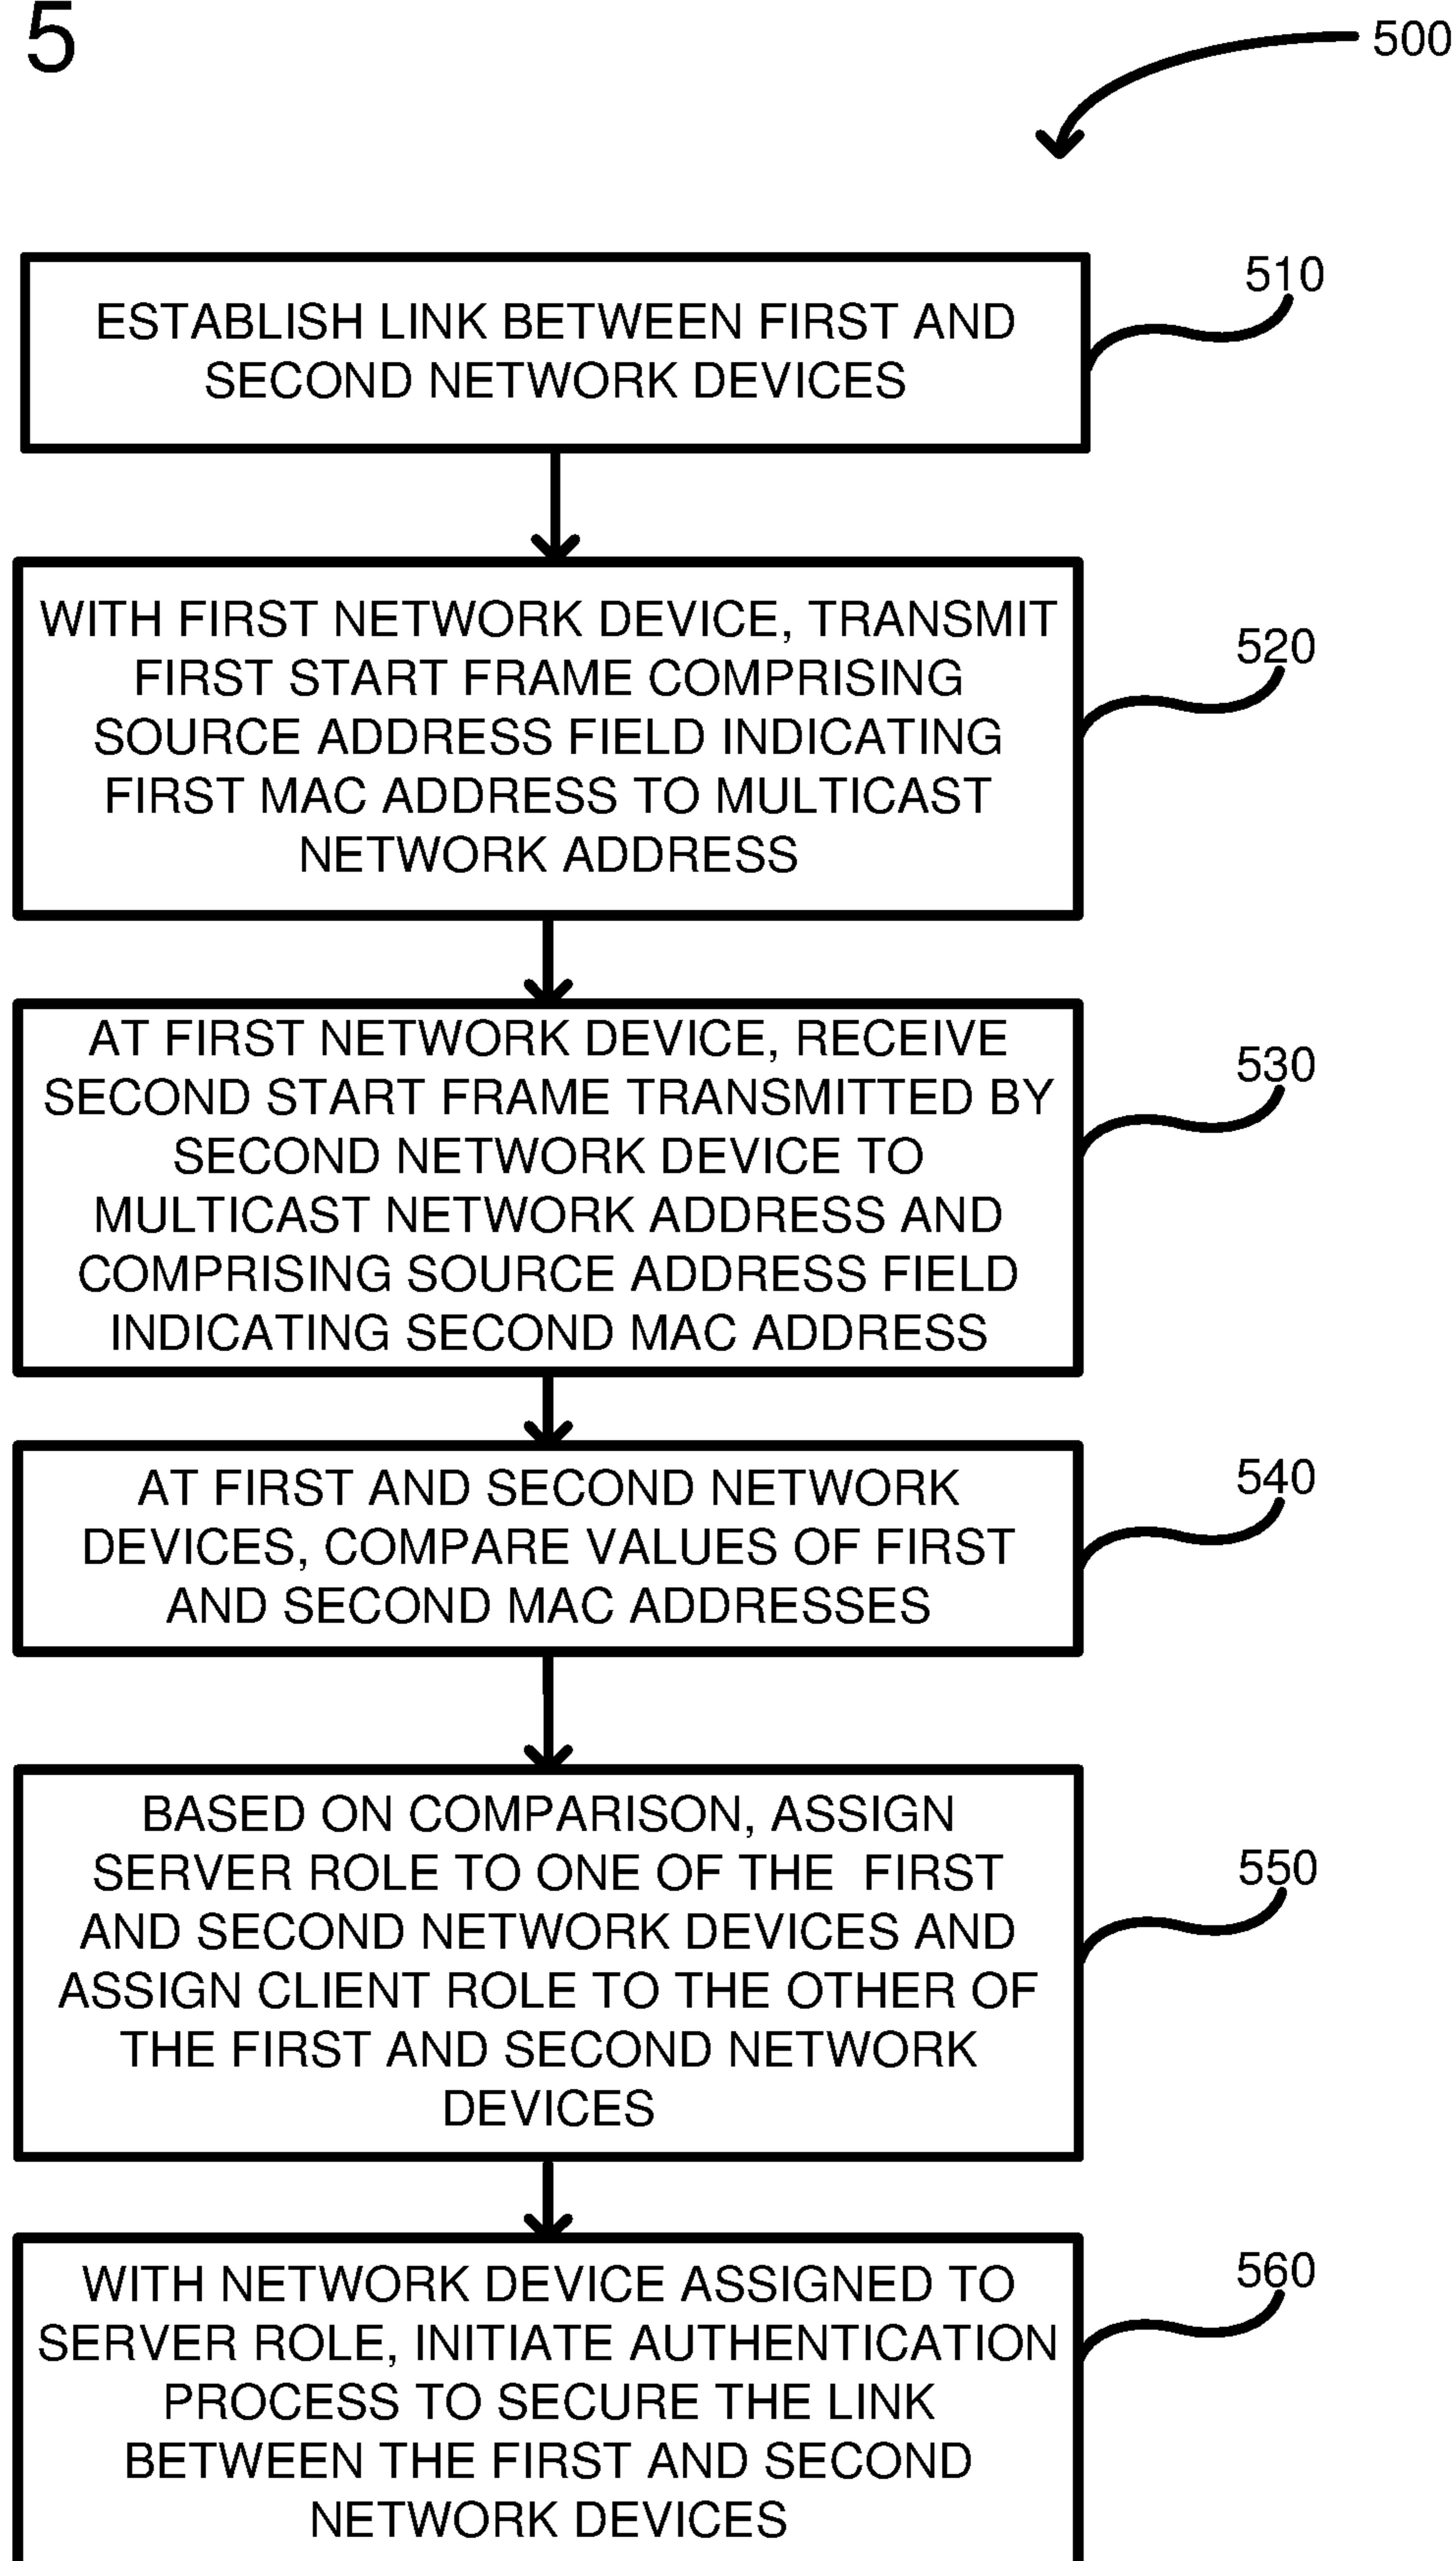 5
500
510
ESTABLISH LINK BETWEEN FIRST AND
SECOND NETWORK DEVICES
520
WITH FIRST NETWORK DEVICE, TRANSMIT
FIRST START FRAME COMPRISING
SOURCE ADDRESS FIELD INDICATING
FIRST MAC ADDRESS TO MULTICAST
NETWORK ADDRESS
530
AT FIRST NETWORK DEVICE, RECEIVE
SECOND START FRAME TRANSMITTED BY
SECOND NETWORK DEVICE TO
MULTICAST NETWORK ADDRESS AND
COMPRISING SOURCE ADDRESS FIELD
INDICATING SECOND MAC ADDRESS
540
AT FIRST AND SECOND NETWORK
DEVICES, COMPARE VALUES OF FIRST
AND SECOND MAC ADDRESSES
550
BASED ON COMPARISON, ASSIGN
SERVER ROLE TO ONE OF THE  FIRST
AND SECOND NETWORK DEVICES AND
ASSIGN CLIENT ROLE TO THE OTHER OF
THE FIRST AND SECOND NETWORK
DEVICES
560
WITH NETWORK DEVICE ASSIGNED TO
SERVER ROLE, INITIATE AUTHENTICATION
PROCESS TO SECURE THE LINK
BETWEEN THE FIRST AND SECOND
NETWORK DEVICES